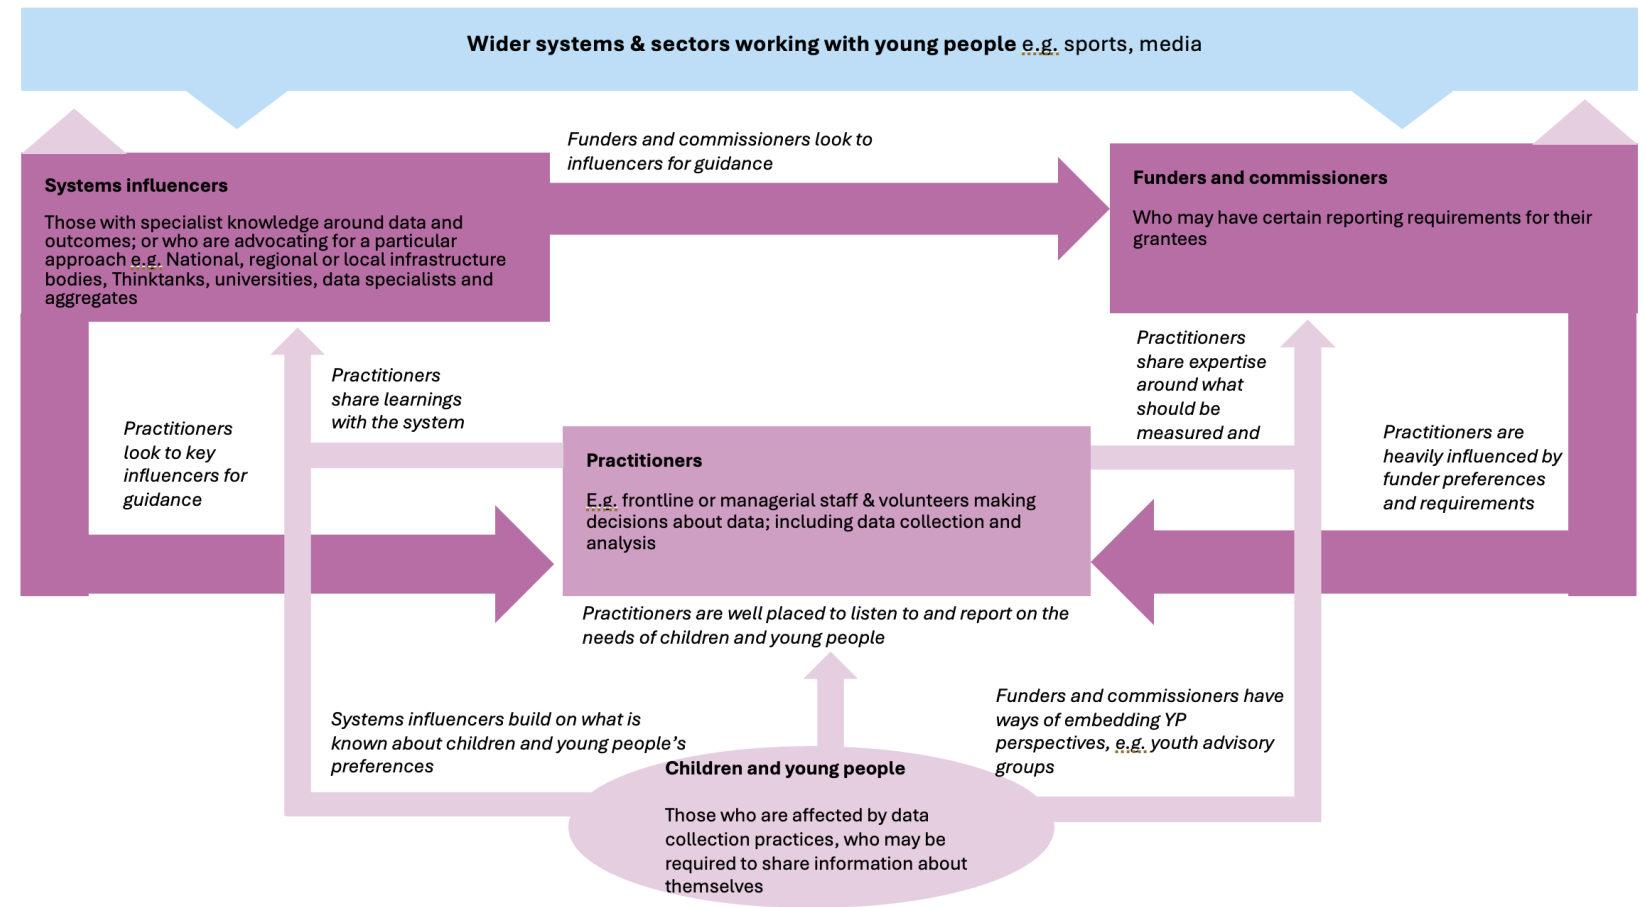 Wider systems & sectors working with young people e.g. sports, media
Funders and commissioners look to
influencers for guidance
Systems influencers
Those with specialist knowledge around data and
outcomes; or who are advocating for a particular
approach e.g. National, regional or local infrastructure
bodies, Thinktanks, universities, data specialists and
aggregates
Funders and commissioners
Who may have certain reporting requirements for their
grantees
Practitioners
share learnings
with the system
Practitioners
share expertise
around what
should be
measured and
Practitioners
look to key
influencers for
guidance
Practitioners are
heavily influenced by
funder preferences
and requirements
Practitioners
E.g. frontline or managerial staff & volunteers making
decisions about data; including data collection and
analysis
Practitioners are well placed to listen to and report on the
needs of children and young people
Systems influencers build on what is
known about children and young people’s
preferences
Funders and commissioners have
ways of embedding YP
perspectives, e.g. youth advisory
groups
Children and young people
Those who are affected by data
collection practices, who may be
required to share information about
themselves